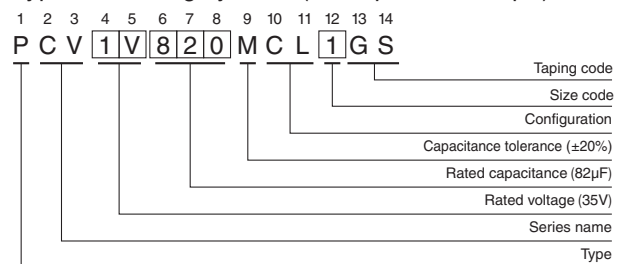 1 2 3 4 5 6 7 8 9 10 11 12 13 14
P C V 1 V 8 2 0 M C L 1 G S
Taping code
Size code
Configuration
Capacitance tolerance (±20%)
Rated capacitance (82µF)
Rated voltage (35V)
Series name
Type